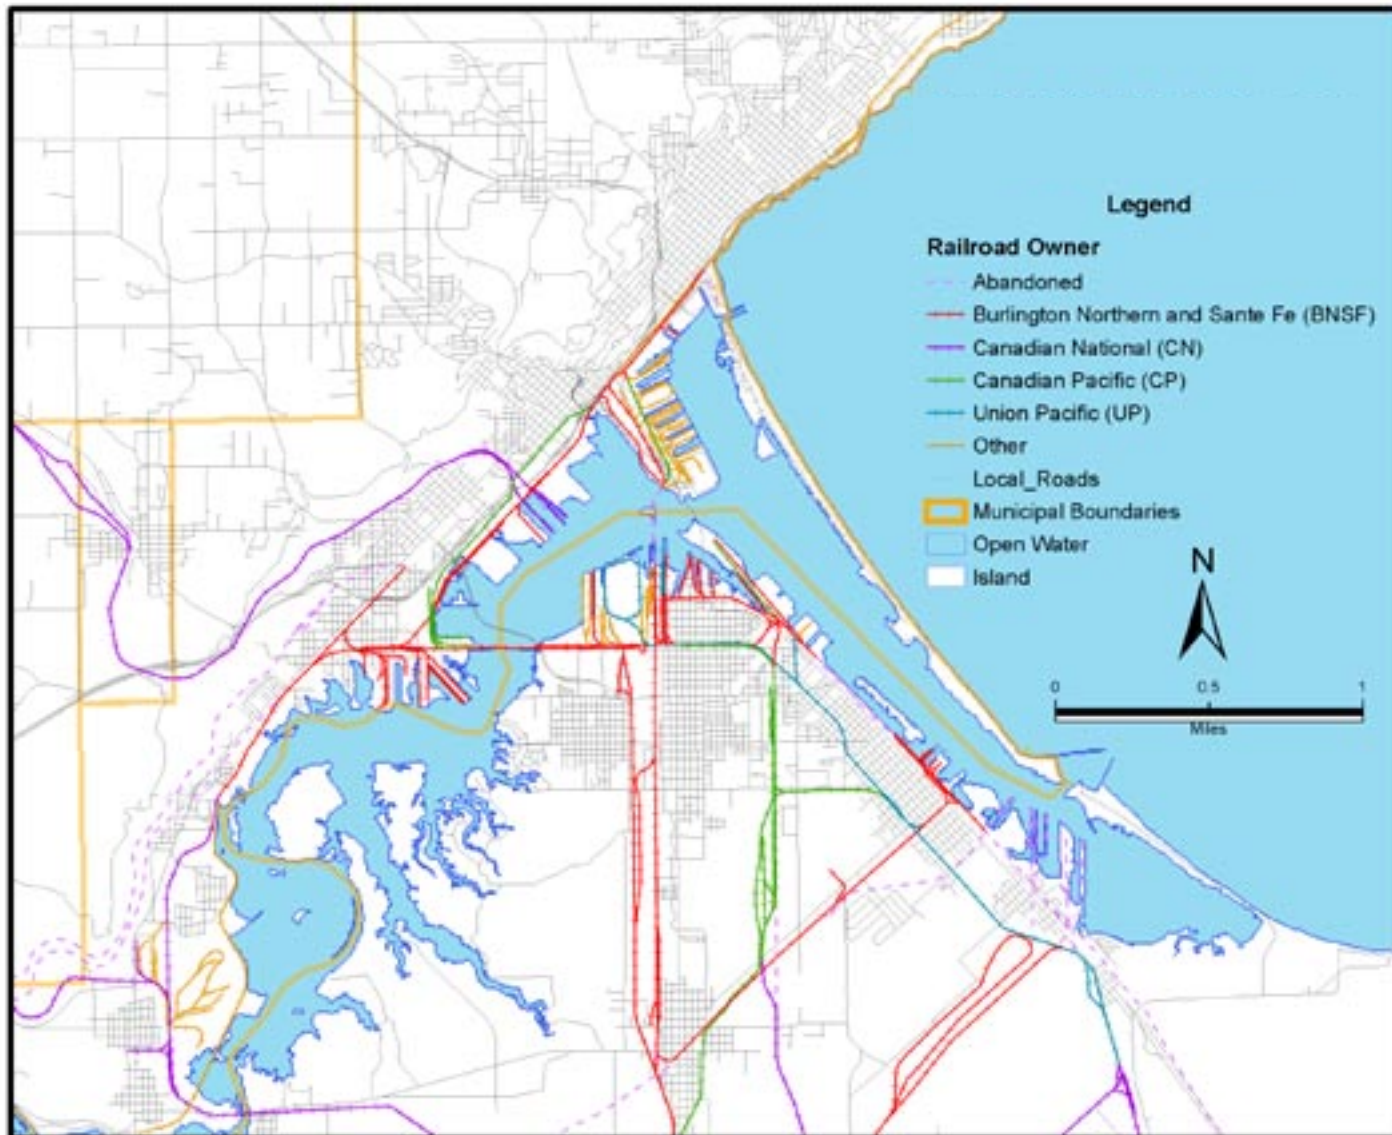 Legend
Railroad Owner
Abandoned
Burlington Northern and Sante Fe (BNSF)
Canadian National (CN)
Canadian Pacific (CP)
Union Pacific (UP)
Other
Local_Roads
Municipal Boundaries
Open Water
Island
N
0 0.5 1
Miles